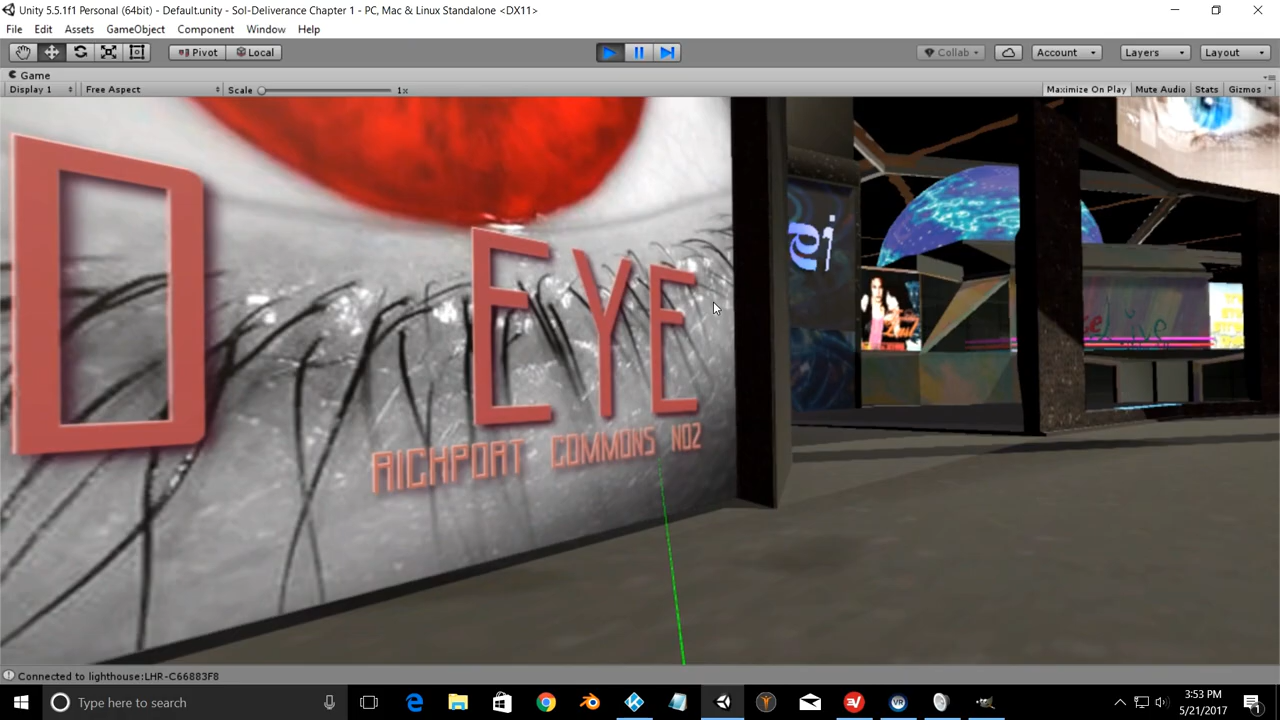 Unity 5.5.1f1 Personal (64bit) - Default.unity - Sol-Deliverance Chapter 1 - PC, Mac & Linux Standalone <DX11>
File Edit Assets GameObject Component Window Help
Pivot Local Collab Account Layers Layout
Game
Display 1 Free Aspect Scale 1x Maximize On Play Mute Audio Stats Gizmos
D EYE
RICHPORT COMMONS NO2
Connected to lighthouse:LHR-C66883F8
Type here to search
3:53 PM
5/21/2017